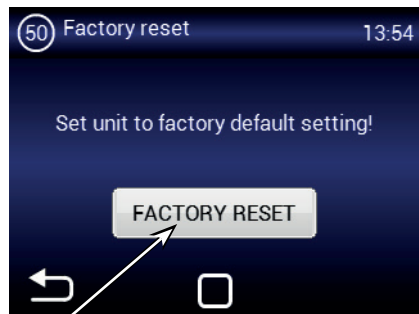 50 Factory reset 13:54
Set unit to factory default setting!
FACTORY RESET